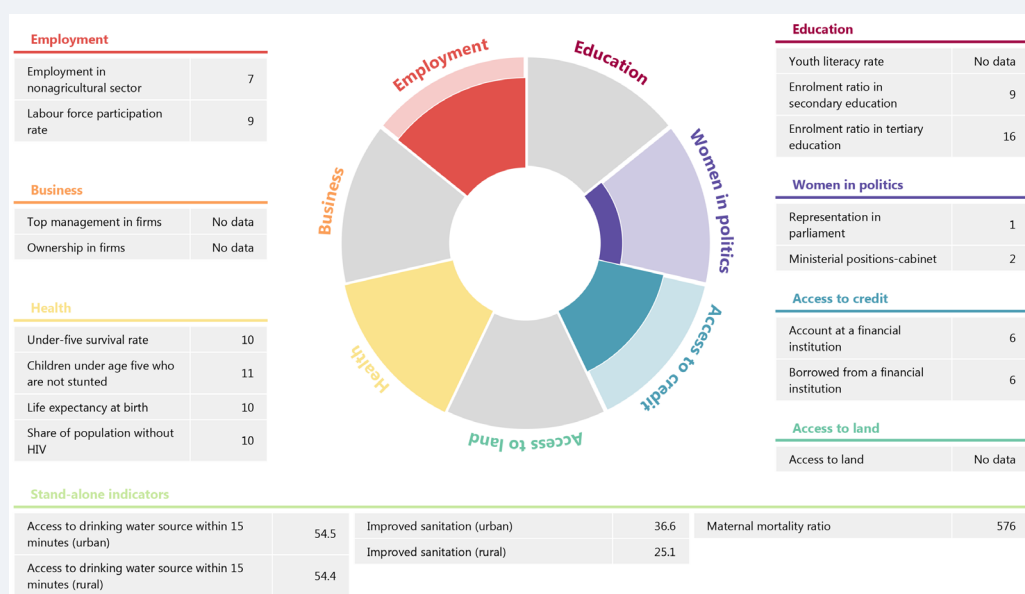 Employment
Employment in
nonagricultural sector
7
Labour force participation
rate
9
Business
Top management in firms
No data
Ownership in firms
No data
Health
Under-five survival rate
10
Children under age five who
are not stunted
11
Life expectancy at birth
10
Share of population without
HIV
10
Employment
Education
Women in politics
Access to credit
Access to land
Health
Business
Education
Youth literacy rate
No data
Enrolment ratio in
secondary education
9
Enrolment ratio in tertiary
education
16
Women in politics
Representation in
parliament
1
Ministerial positions-cabinet
2
Access to credit
Account at a financial
institution
6
Borrowed from a financial
institution
6
Access to land
Access to land
No data
Stand-alone indicators
Access to drinking water source within 15
minutes (urban)
54.5
Access to drinking water source within 15
minutes (rural)
54.4
Improved sanitation (urban)
36.6
Improved sanitation (rural)
25.1
Maternal mortality ratio
576